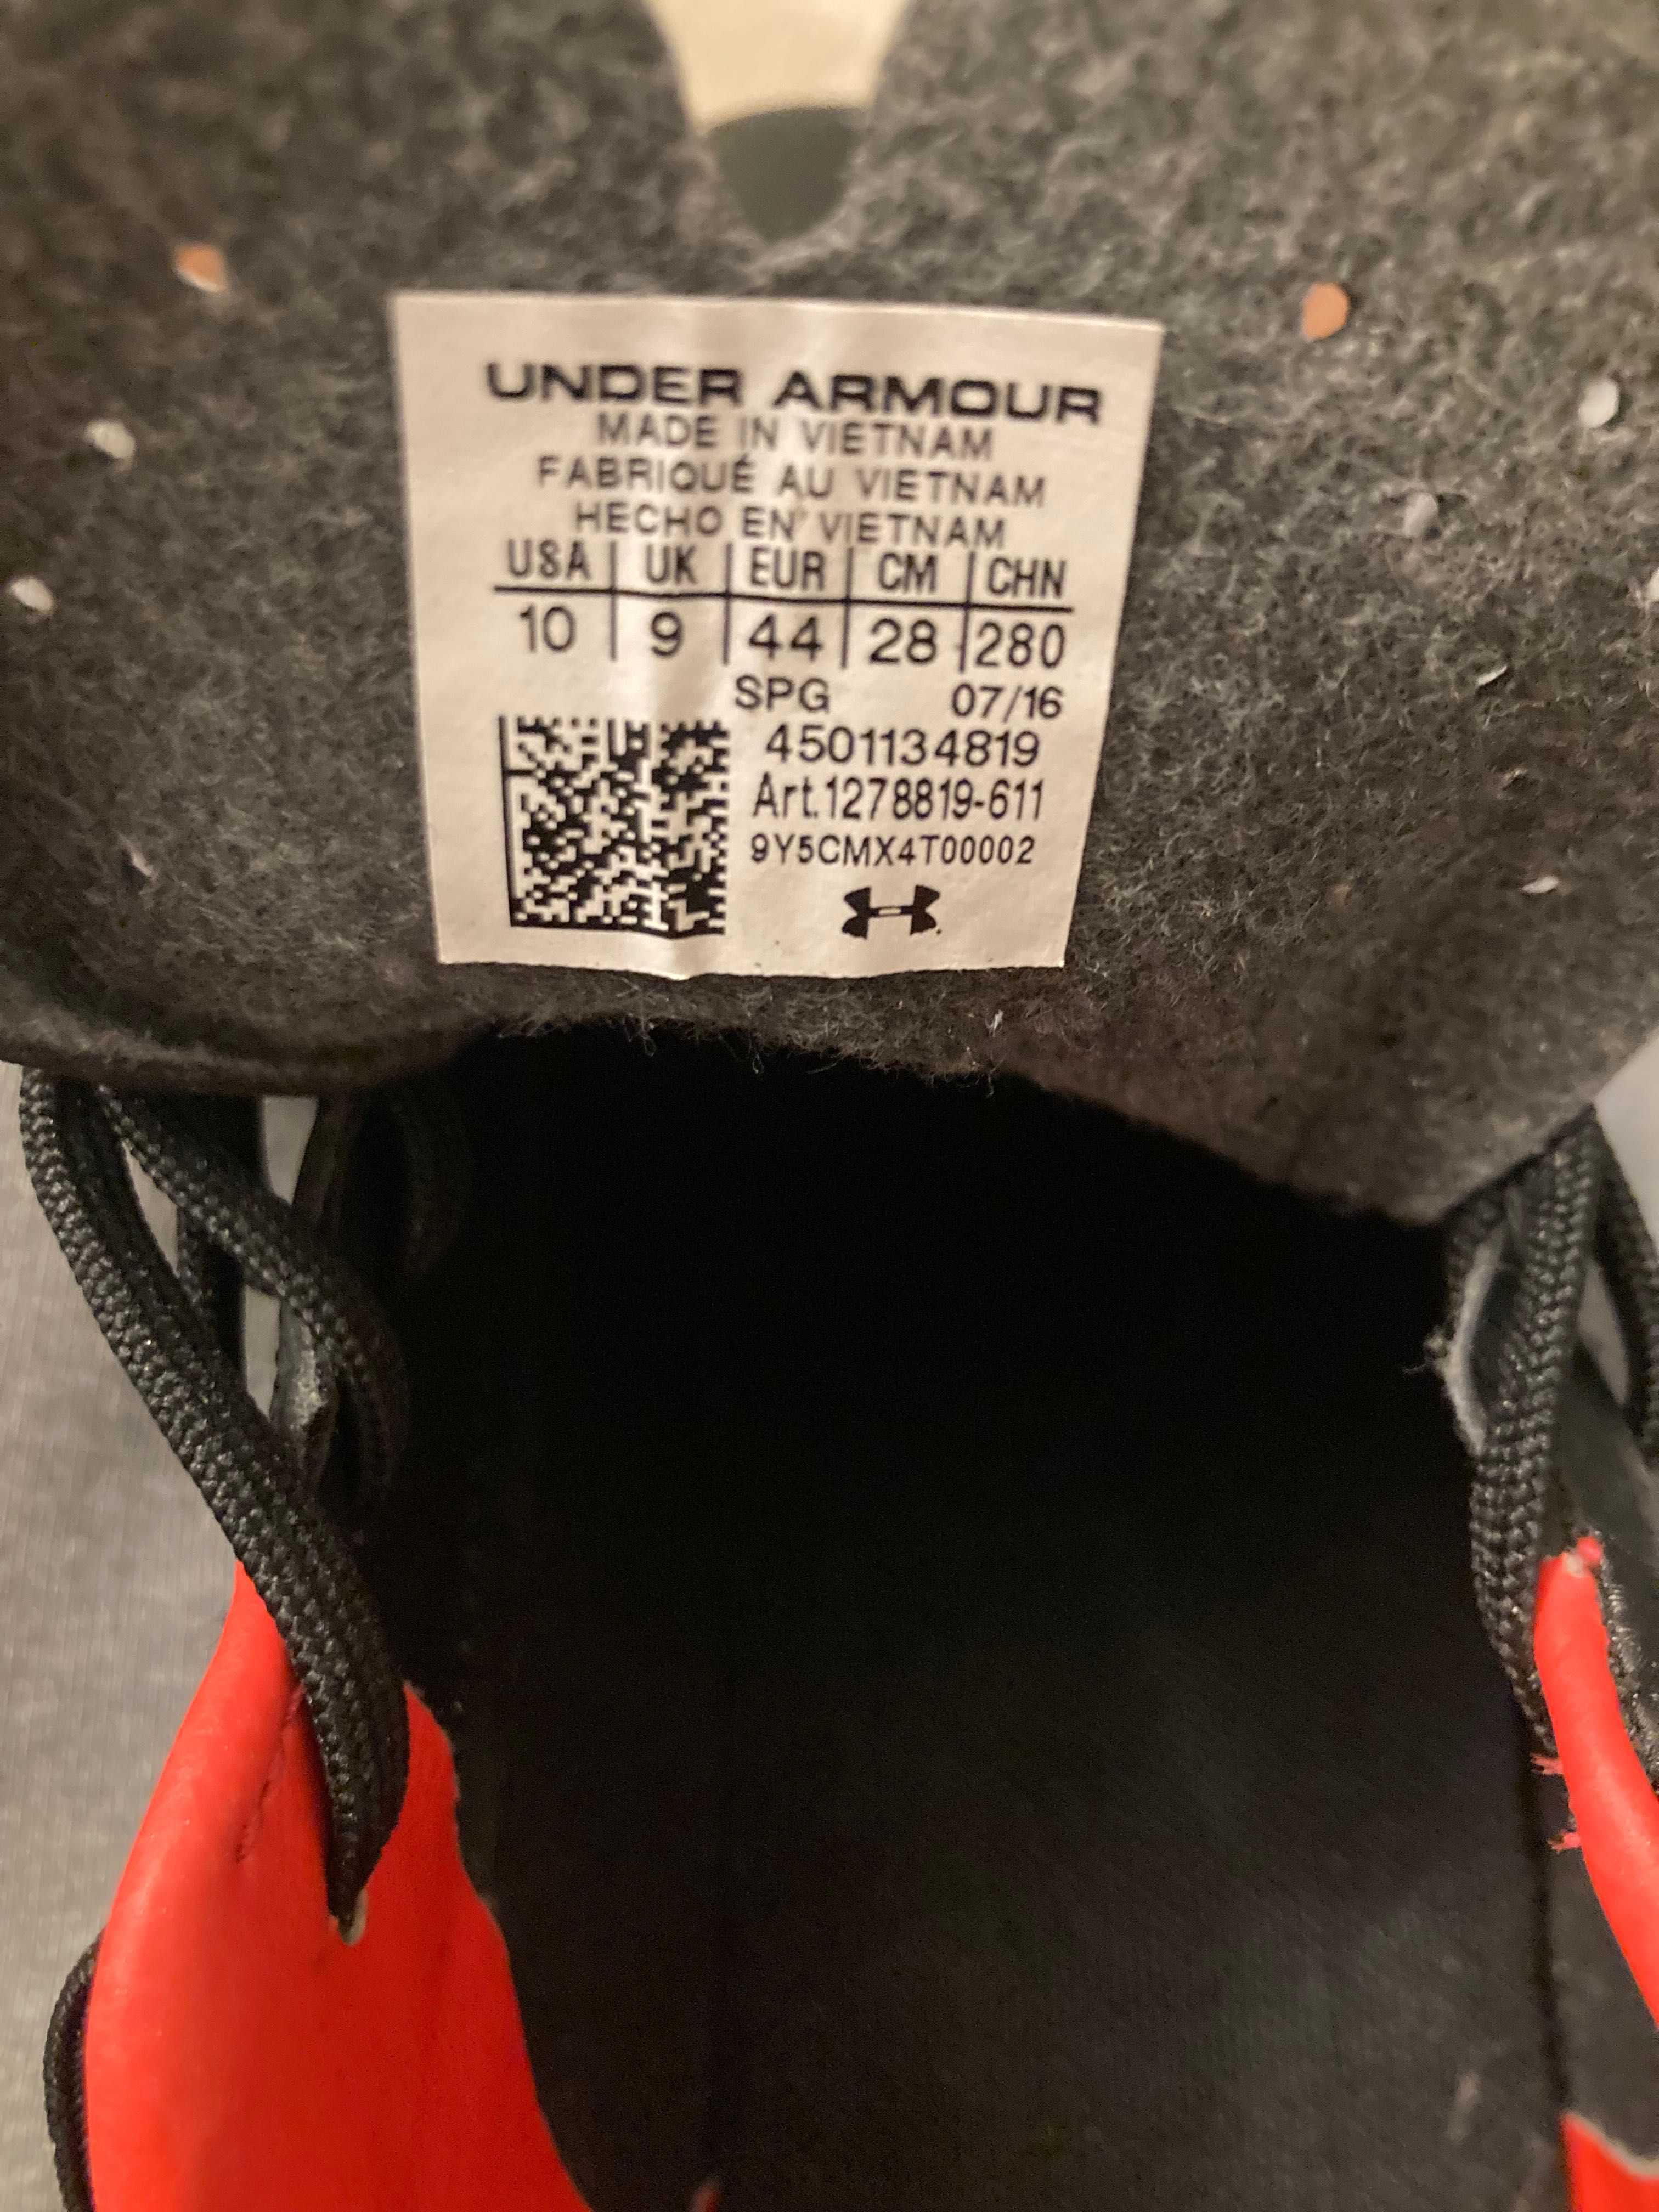 UNDER ARMOUR
MADE IN VIETNAM
FABRIQUÉ AU VIETNAM
HECHO EN VIETNAM
USA | UK | EUR | CM | CHN
10 | 9 | 44 | 28 | 280
SPG 07/16
4501134819
Art.1278819-611
9Y5CMX4T00002